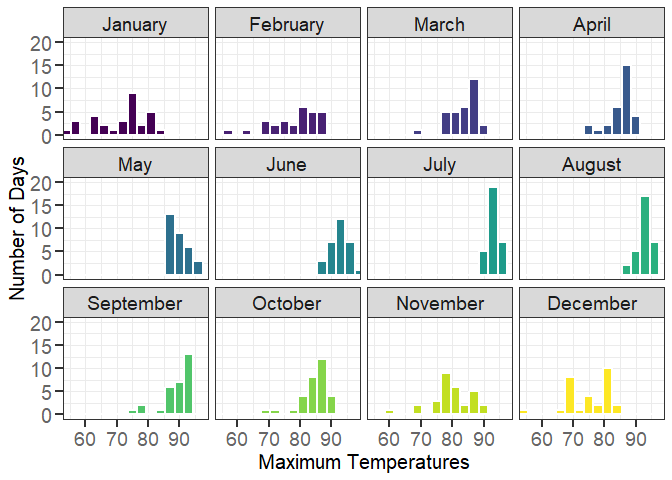 January February March April
20
15
10
5
0
May June July August
20
15
10
5
0
September October November December
20
15
10
5
0
60 70 80 90 60 70 80 90 60 70 80 90 60 70 80 90
Maximum Temperatures
Number of Days